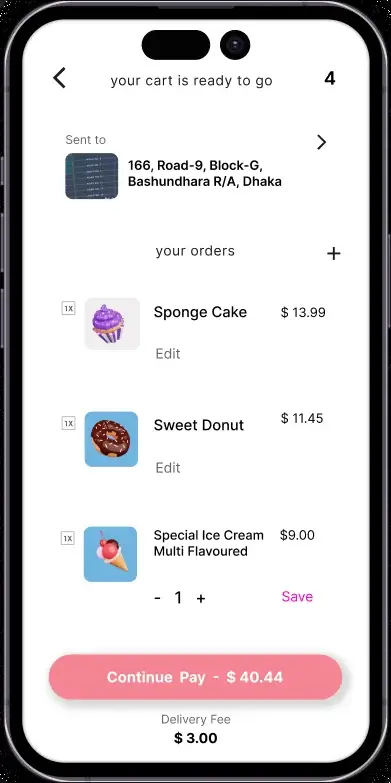 your cart is ready to go
4
Sent to
166, Road-9, Block-G,
Bashundhara R/A, Dhaka
your orders
+
1X
Sponge Cake
$ 13.99
Edit
1X
Sweet Donut
$ 11.45
Edit
1X
Special Ice Cream
Multi Flavoured
$9.00
- 1 +
Save
Continue Pay - $ 40.44
Delivery Fee
$ 3.00